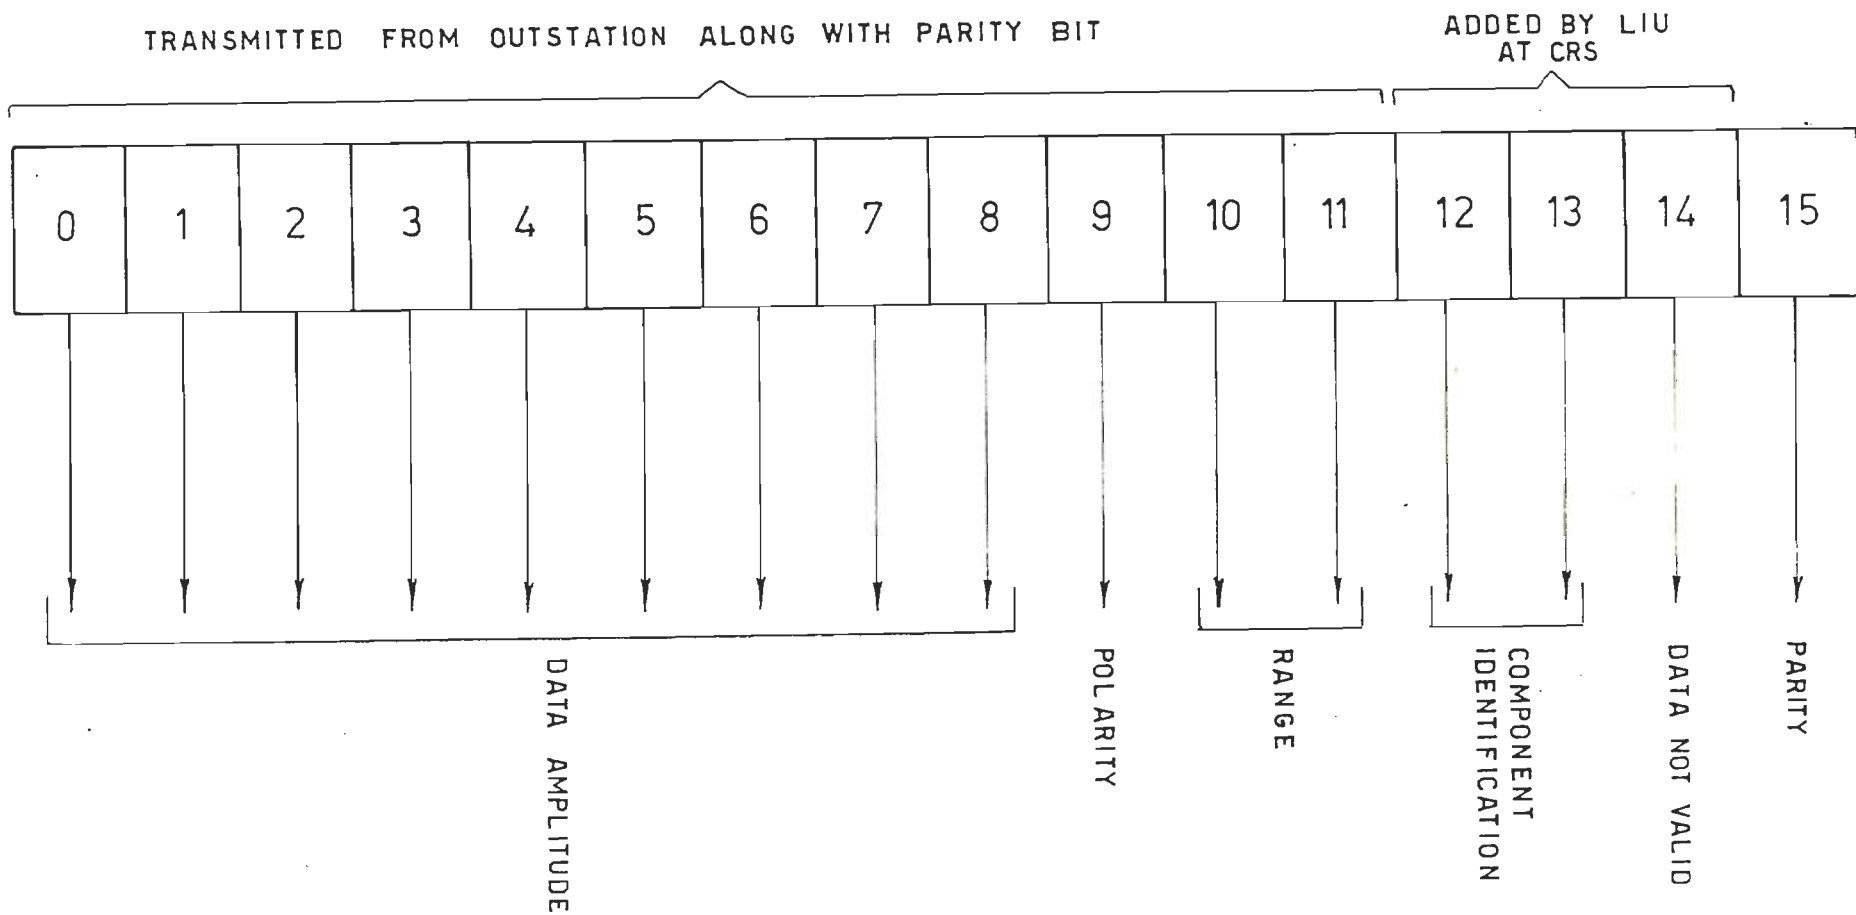 TRANSMITTED FROM OUTSTATION ALONG WITH PARITY BIT
ADDED BY LIU
AT CRS
0 1 2 3 4 5 6 7 8 9 10 11 12 13 14 15
DATA AMPLITUDE
POLARITY
RANGE
COMPONENT
IDENTIFICATION
DATA NOT VALID
PARITY